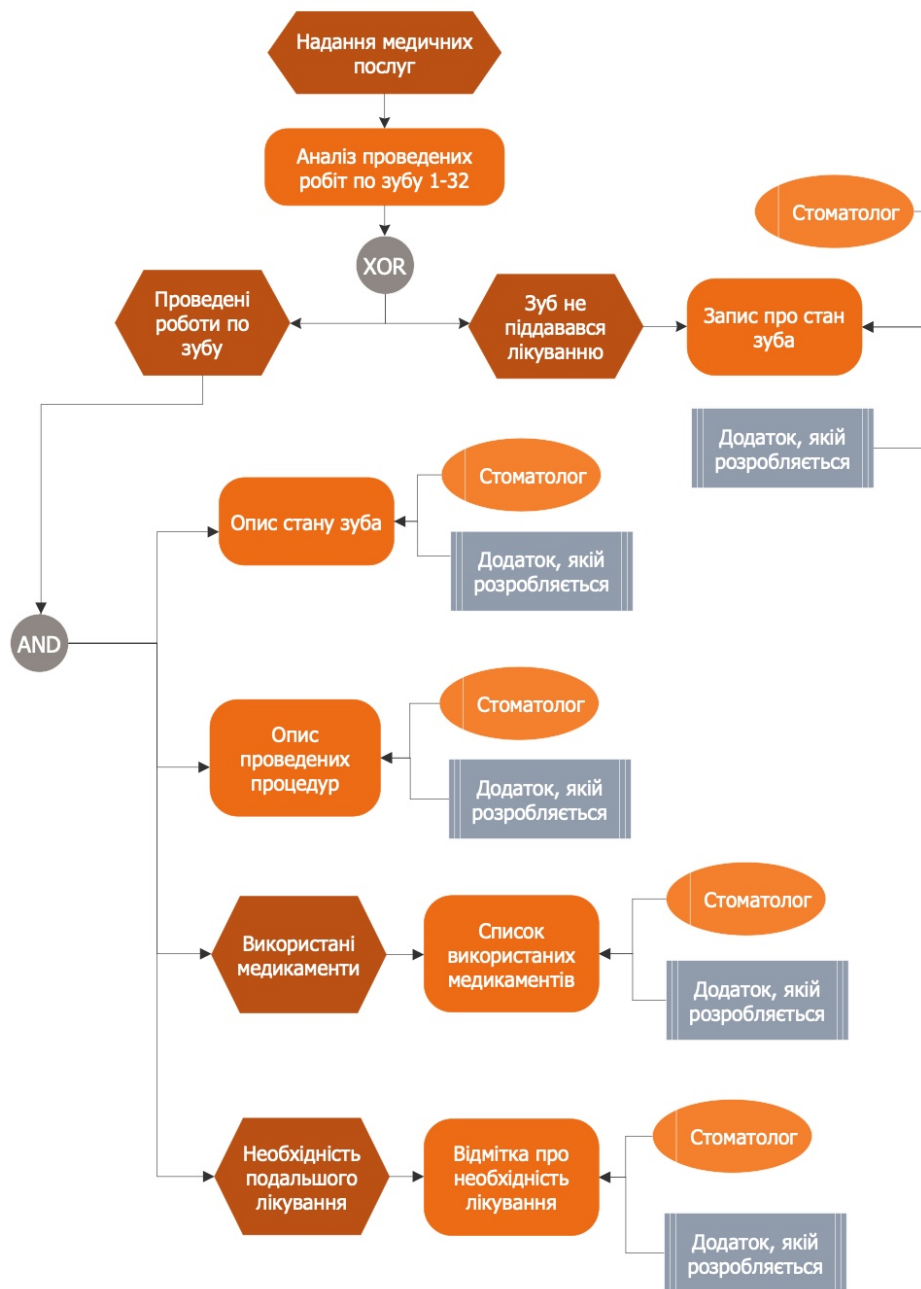 Надання медичних
послуг
Аналіз проведених
робіт по зубу 1-32
Стоматолог
XOR
Проведені
роботи по
зубу
Зуб не
піддавався
лікуванню
Запис про стан
зуба
Додаток, якій
розробляється
Опис стану зуба
Стоматолог
Додаток, якій
розробляється
AND
Опис
проведених
процедур
Стоматолог
Додаток, якій
розробляється
Використані
медикаменти
Список
використаних
медикаментів
Стоматолог
Додаток, якій
розробляється
Необхідність
подальшого
лікування
Відмітка про
необхідність
лікування
Стоматолог
Додаток, якій
розробляється